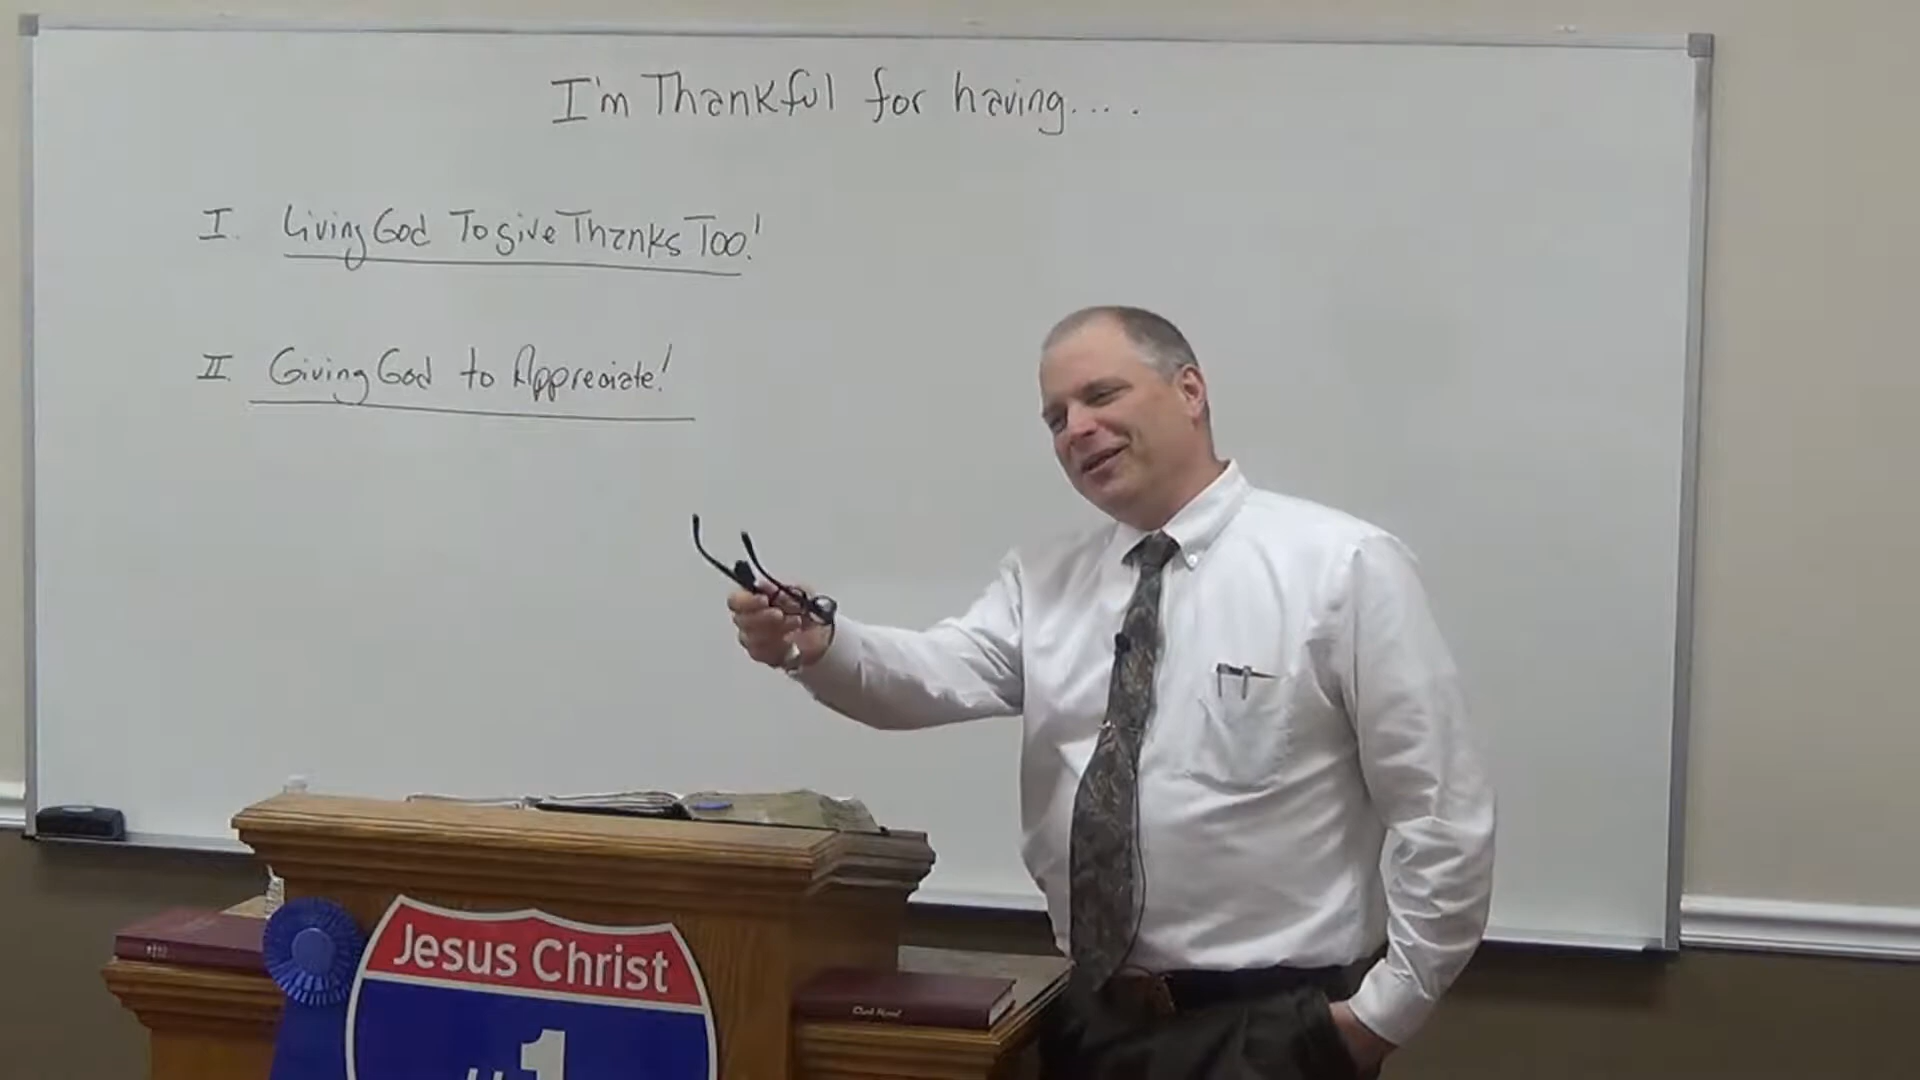 I'm Thankful for having....
I. Living God To give Thanks Too!
II. Giving God to Appreciate!
Jesus Christ
#1